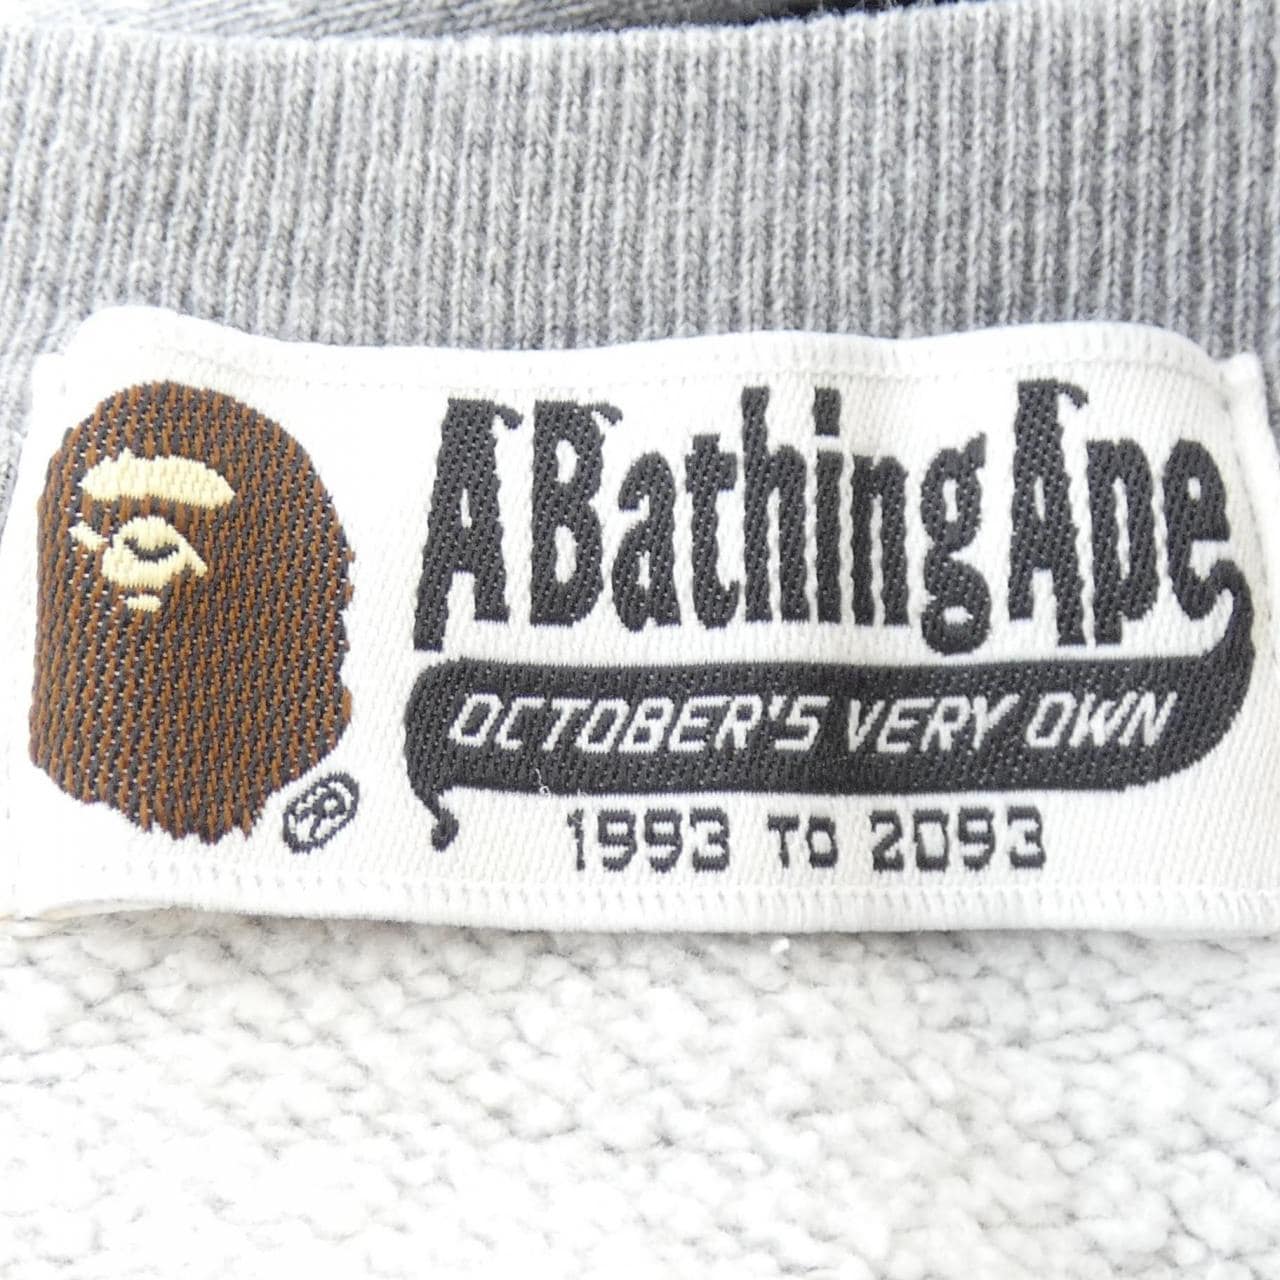 A Bathing Ape
OCTOBER'S VERY OWN
®
1993 TO 2093